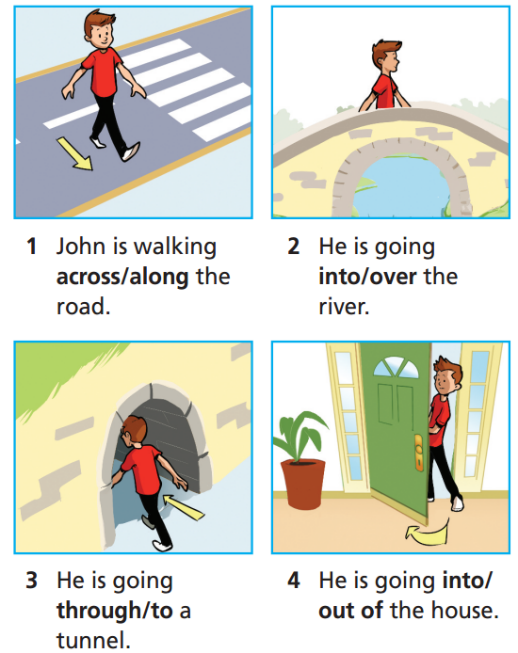 1 John is walking
across/along the
road.
2 He is going
into/over the
river.
3 He is going
through/to a
tunnel.
4 He is going into/
out of the house.